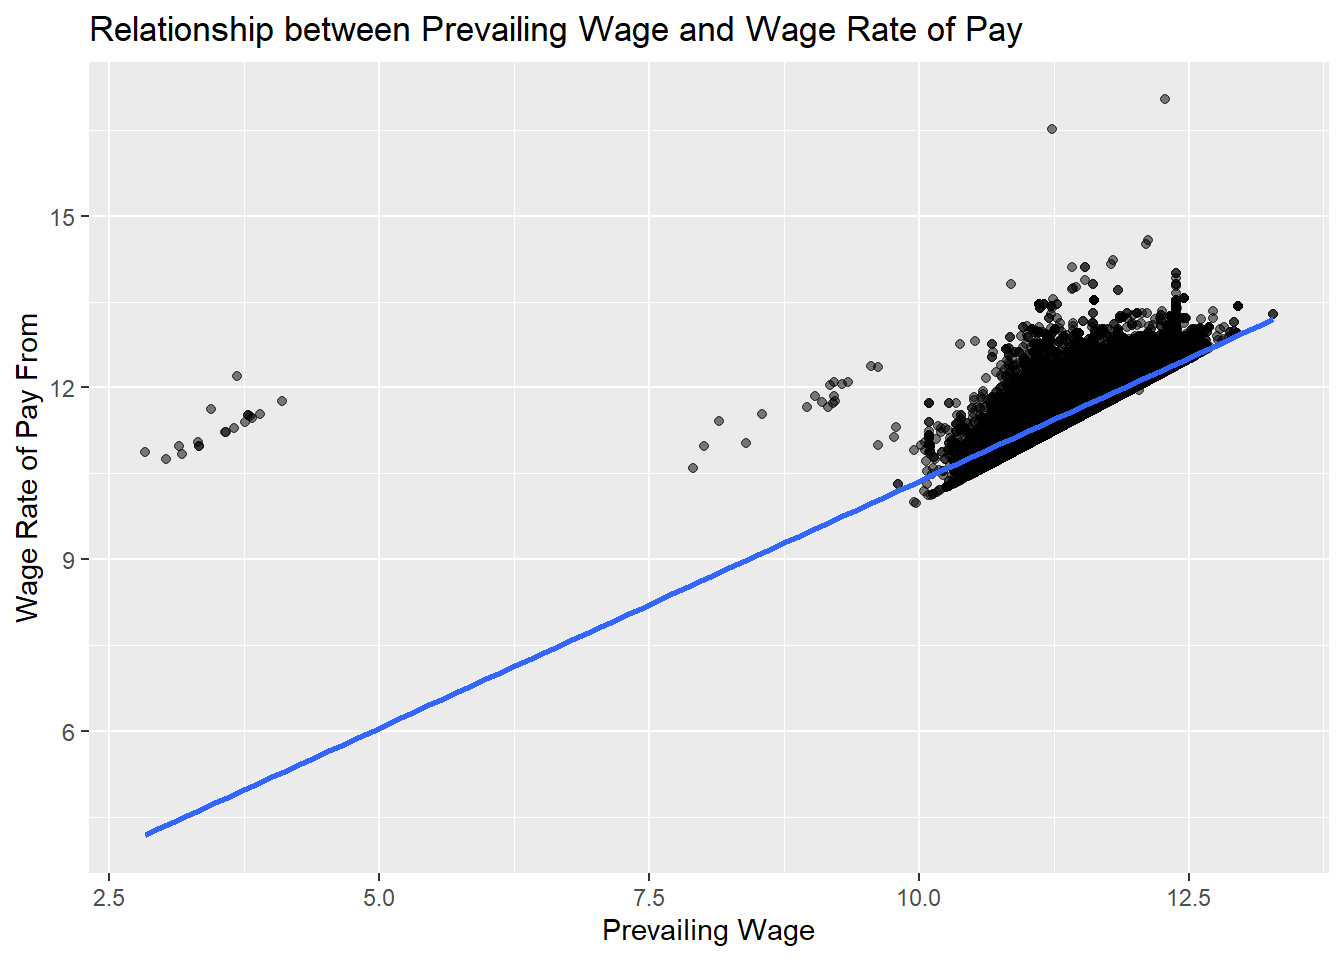 Relationship between Prevailing Wage and Wage Rate of Pay
Wage Rate of Pay From
15
12
9
6
2.5 5.0 7.5 10.0 12.5
Prevailing Wage